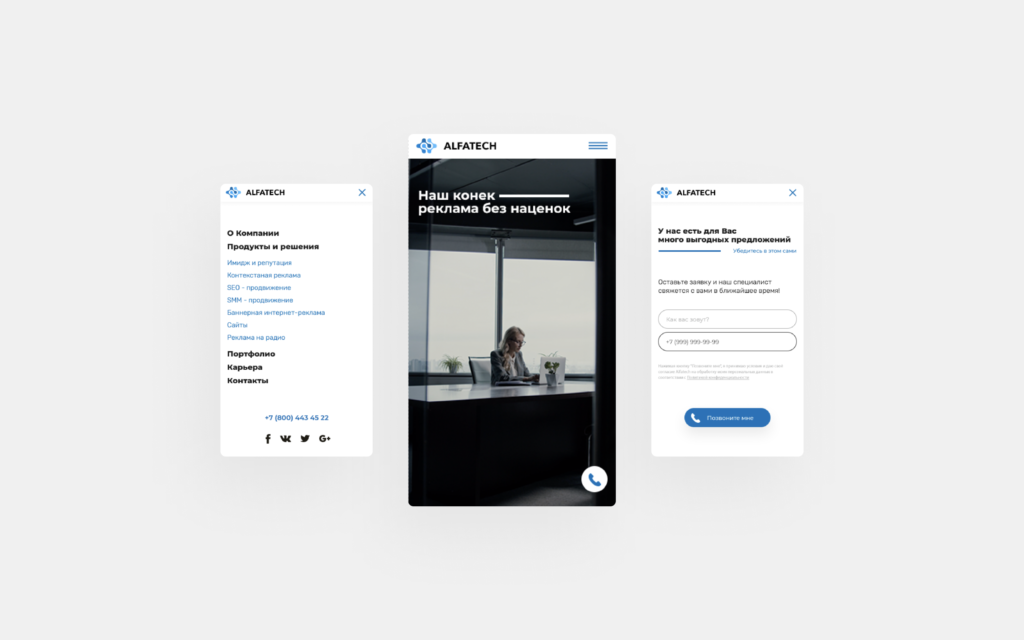 ALFATECH
О Компании
Продукты и решения
Имидж и репутация
Контекстаная реклама
SEO - продвижение
SMM - продвижение
Баннерная интернет-реклама
Сайты
Реклама на радио
Портфолио
Карьера
Контакты
+7 (800) 443 45 22
ALFATECH
Наш конек
реклама без наценок
ALFATECH
У нас есть для Вас
много выгодных предложений
Убедитесь в этом сами
Оставьте заявку и наш специалист
свяжется с вами в ближайшее время!
Как вас зовут?
+7 (999) 999-99-99
Позвоните мне